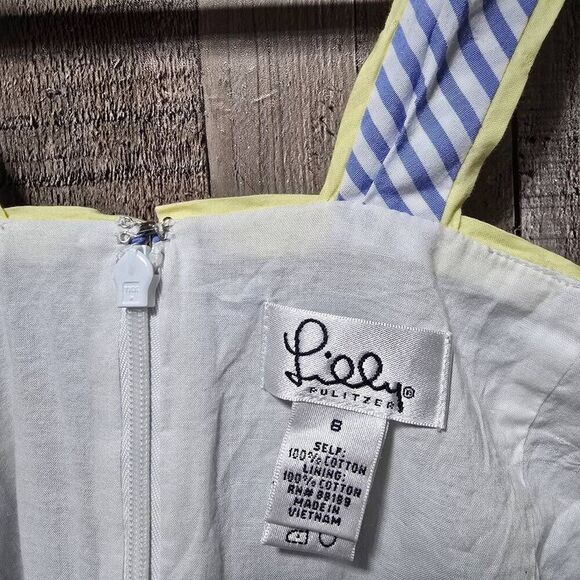 Lilly®
PULITZER
8
SELF:
100% COTTON
LINING:
100% COTTON
RN# 88189
MADE IN
VIETNAM